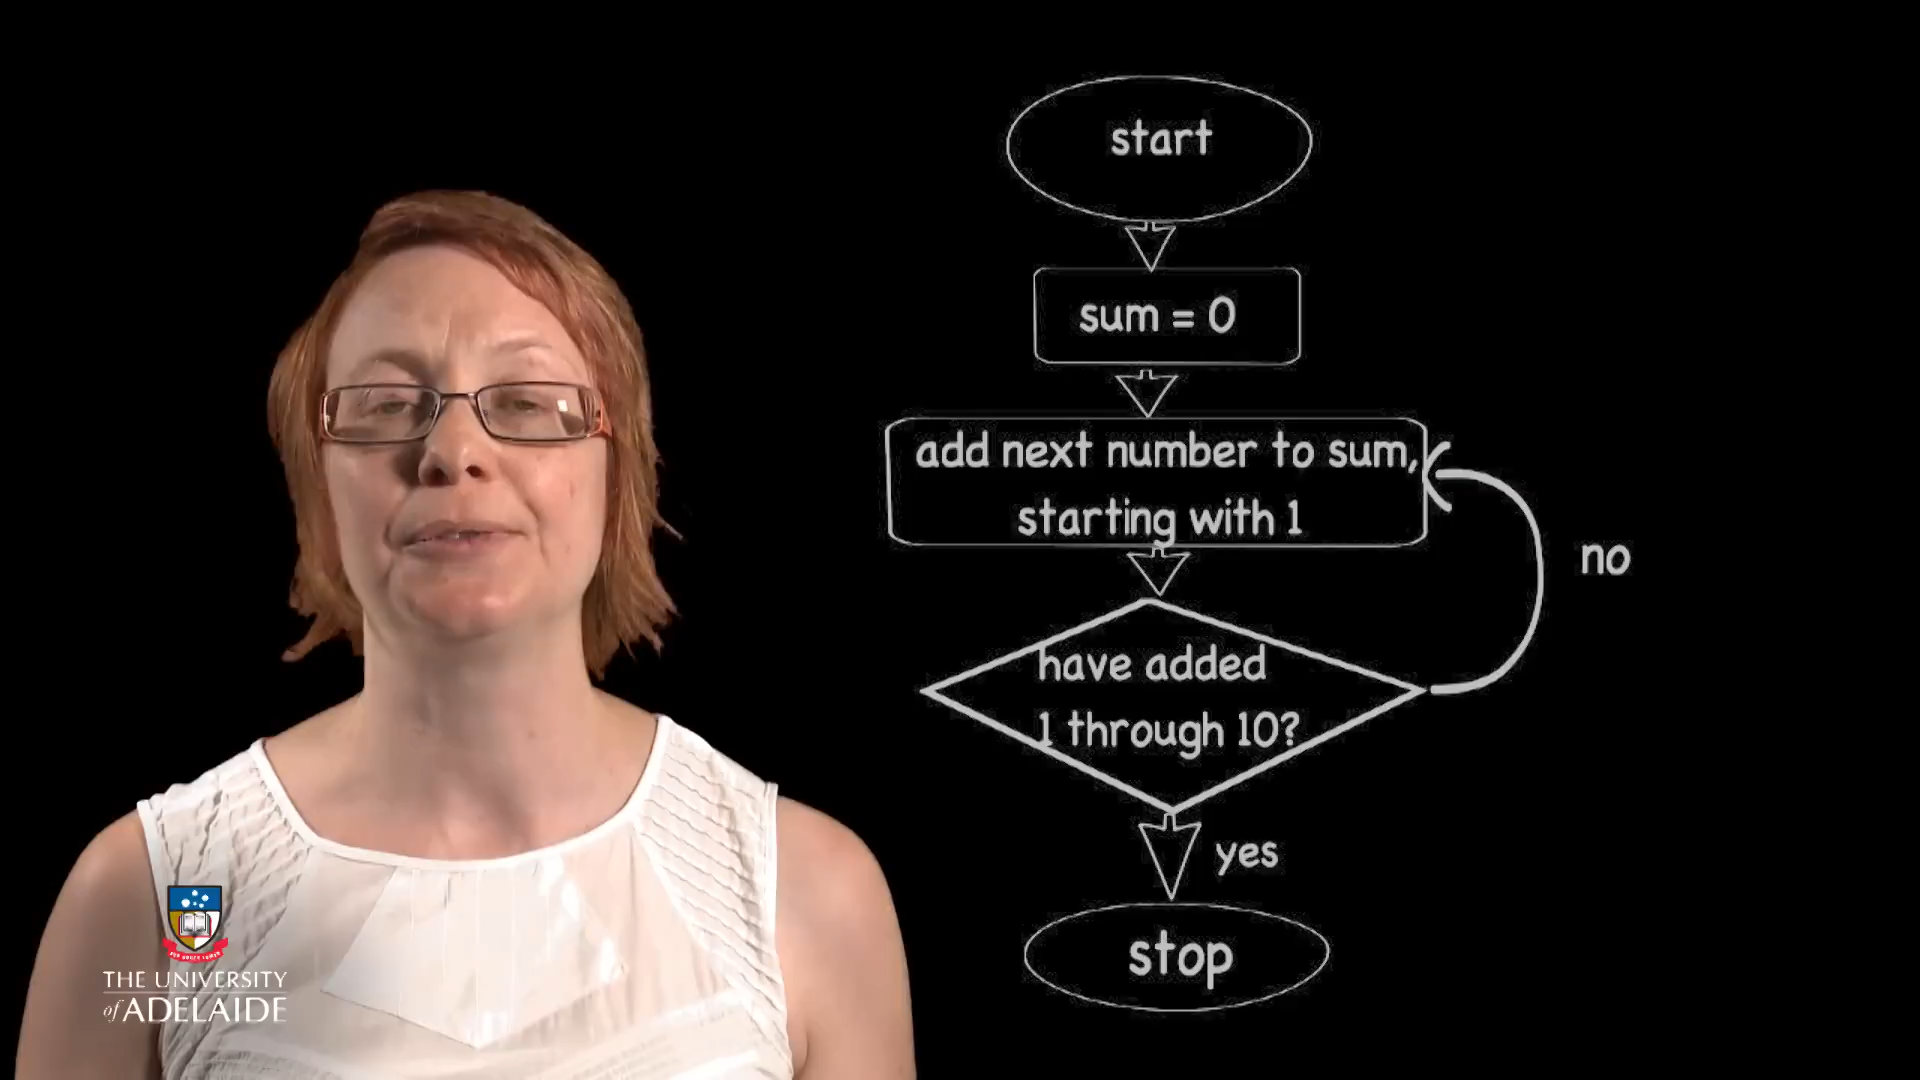 start
sum = 0
add next number to sum,
starting with 1
have added
1 through 10?
no
yes
stop
THE UNIVERSITY
of ADELAIDE